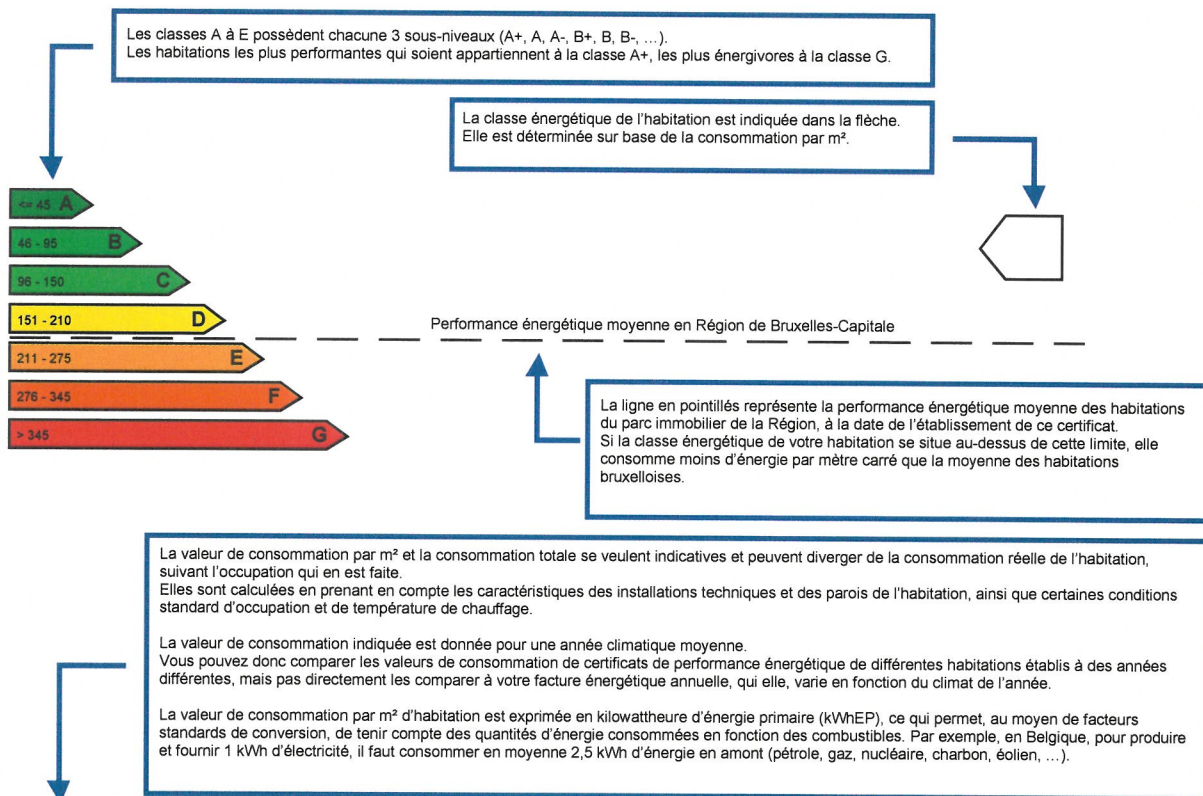 Les classes A à E possèdent chacune 3 sous-niveaux (A+, A, A-, B+, B, B-, ...).
Les habitations les plus performantes qui soient appartiennent à la classe A+, les plus énergivores à la classe G.
La classe énergétique de l'habitation est indiquée dans la flèche.
Elle est déterminée sur base de la consommation par m².
<= 45 A
46 - 95 B
96 - 150 C
151 - 210 D
Performance énergétique moyenne en Région de Bruxelles-Capitale
211 - 275 E
276 - 345 F
> 345 G
La ligne en pointillés représente la performance énergétique moyenne des habitations
du parc immobilier de la Région, à la date de l'établissement de ce certificat.
Si la classe énergétique de votre habitation se situe au-dessus de cette limite, elle
consomme moins d'énergie par mètre carré que la moyenne des habitations
bruxelloises.
La valeur de consommation par m² et la consommation totale se veulent indicatives et peuvent diverger de la consommation réelle de l'habitation,
suivant l'occupation qui en est faite.
Elles sont calculées en prenant en compte les caractéristiques des installations techniques et des parois de l'habitation, ainsi que certaines conditions
standard d'occupation et de température de chauffage.
La valeur de consommation indiquée est donnée pour une année climatique moyenne.
Vous pouvez donc comparer les valeurs de consommation de certificats de performance énergétique de différentes habitations établis à des années
différentes, mais pas directement les comparer à votre facture énergétique annuelle, qui elle, varie en fonction du climat de l'année.
La valeur de consommation par m² d'habitation est exprimée en kilowattheure d'énergie primaire (kWhEP), ce qui permet, au moyen de facteurs
standards de conversion, de tenir compte des quantités d'énergie consommées en fonction des combustibles. Par exemple, en Belgique, pour produire
et fournir 1 kWh d'électricité, il faut consommer en moyenne 2,5 kWh d'énergie en amont (pétrole, gaz, nucléaire, charbon, éolien, ...).